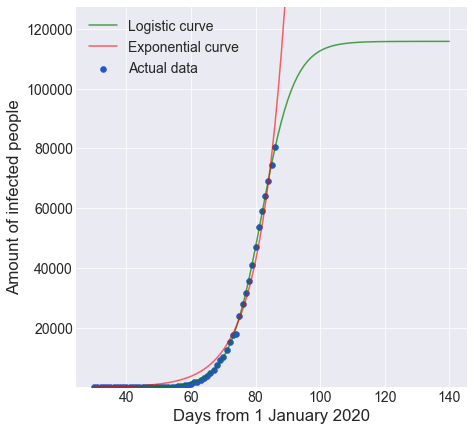 Logistic curve
Exponential curve
Actual data
120000
100000
80000
60000
40000
20000
40 60 80 100 120 140
Amount of infected people
Days from 1 January 2020